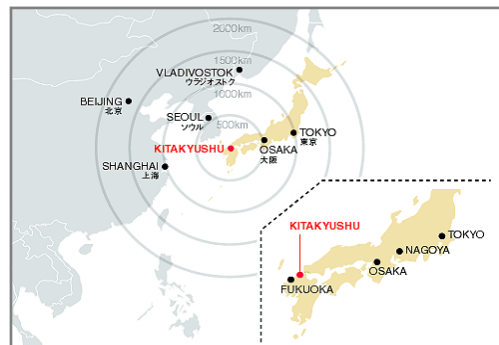 2000km
1500km
VLADIVOSTOK
ウラジオストク
1000km
BEIJING
北京
SEOUL
ソウル
500km
TOKYO
東京
KITAKYUSHU
OSAKA
大阪
SHANGHAI
上海
KITAKYUSHU
TOKYO
NAGOYA
OSAKA
FUKUOKA